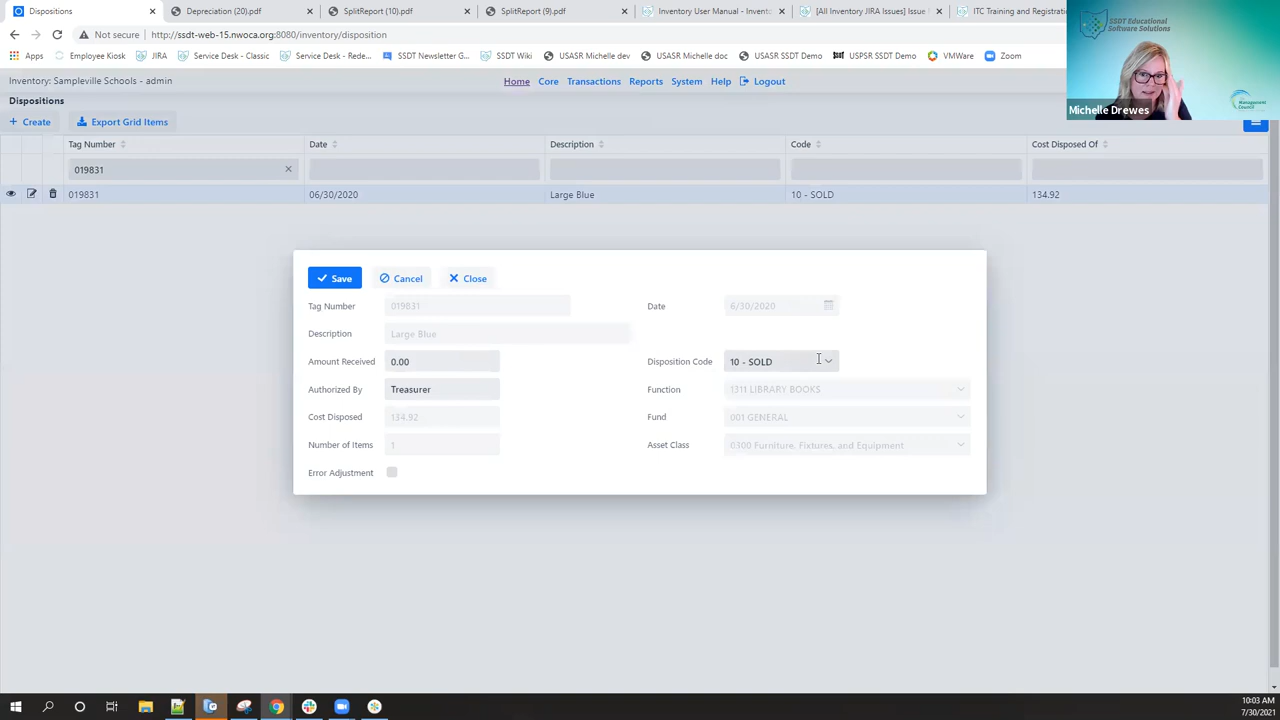 Dispositions
Depreciation (20).pdf
SplitReport (10).pdf
SplitReport (9).pdf
Inventory User Manual - Inventor
[All Inventory JIRA Issues] Issue
ITC Training and Registratio
Not secure | http://ssdt-web-15.nwoca.org:8080/inventory/disposition
Apps
Employee Kiosk
JIRA
Service Desk - Classic
Service Desk - Rede...
SSDT Newsletter G...
SSDT Wiki
USASR Michelle dev
USASR Michelle doc
USASR SSDT Demo
USPSR SSDT Demo
VMWare
Zoom
SSDT Educational
Software Solutions
Management
Council
Michelle Drewes
Inventory: Sampleville Schools - admin
Home Core Transactions Reports System Help Logout
Dispositions
+ Create Export Grid Items
Tag Number Date Description Code Cost Disposed Of
019831
019831 06/30/2020 Large Blue 10 - SOLD 134.92
Save Cancel Close
Tag Number 019831 Date 6/30/2020
Description Large Blue
Amount Received 0.00 Disposition Code 10 - SOLD
Authorized By Treasurer Function 1311 LIBRARY BOOKS
Cost Disposed 134.92 Fund 001 GENERAL
Number of Items 1 Asset Class 0300 Furniture, Fixtures, and Equipment
Error Adjustment
10:03 AM
7/30/2021